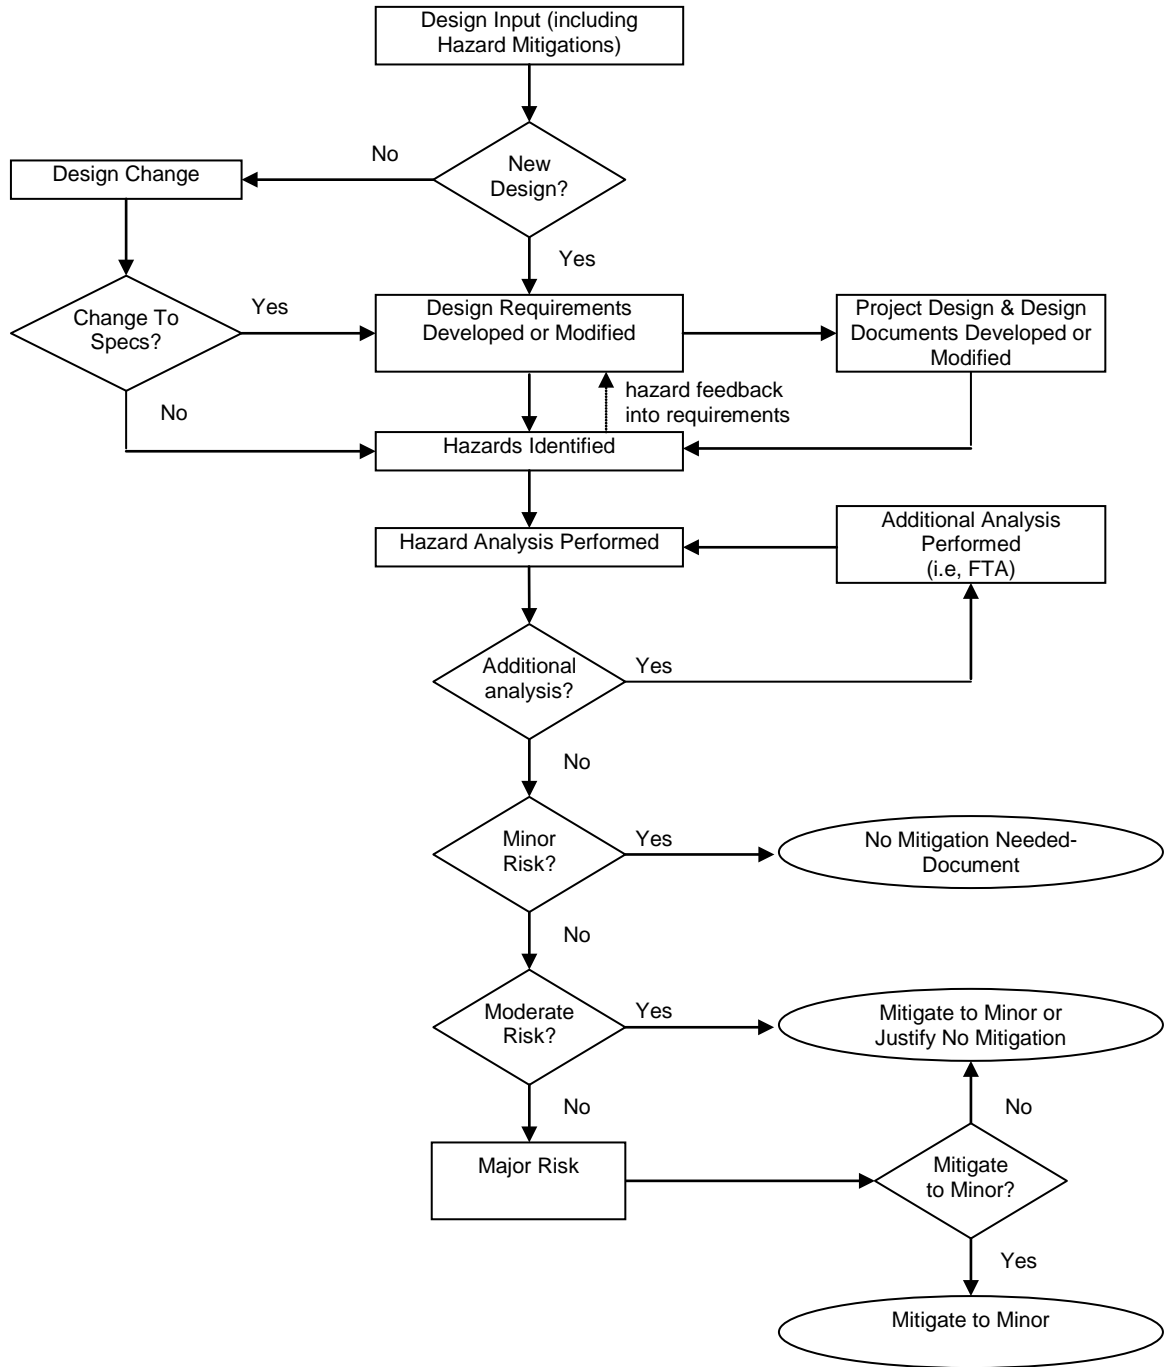 Design Input (including
Hazard Mitigations)
No
New
Design?
Design Change
Yes
Change To
Specs?
Yes
Design Requirements
Developed or Modified
Project Design & Design
Documents Developed or
Modified
No
hazard feedback
into requirements
Hazards Identified
Hazard Analysis Performed
Additional Analysis
Performed
(i.e, FTA)
Additional
analysis?
Yes
No
Minor
Risk?
Yes
No Mitigation Needed-
Document
No
Moderate
Risk?
Yes
Mitigate to Minor or
Justify No Mitigation
No
No
Major Risk
Mitigate
to Minor?
Yes
Mitigate to Minor